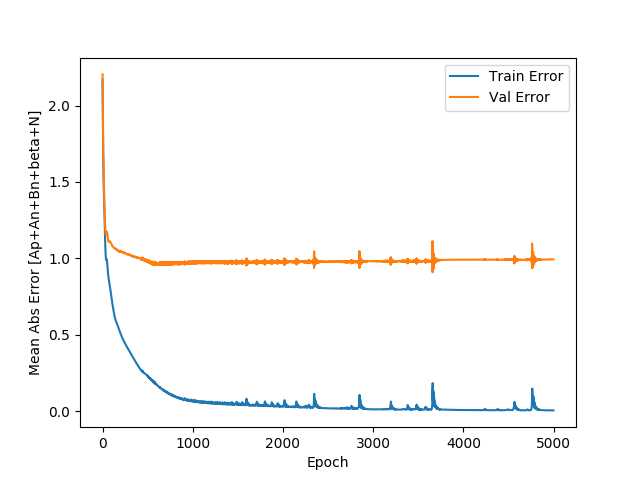 Train Error
Val Error
Mean Abs Error [Ap+An+Bn+beta+N]
2.0
1.5
1.0
0.5
0.0
0 1000 2000 3000 4000 5000
Epoch